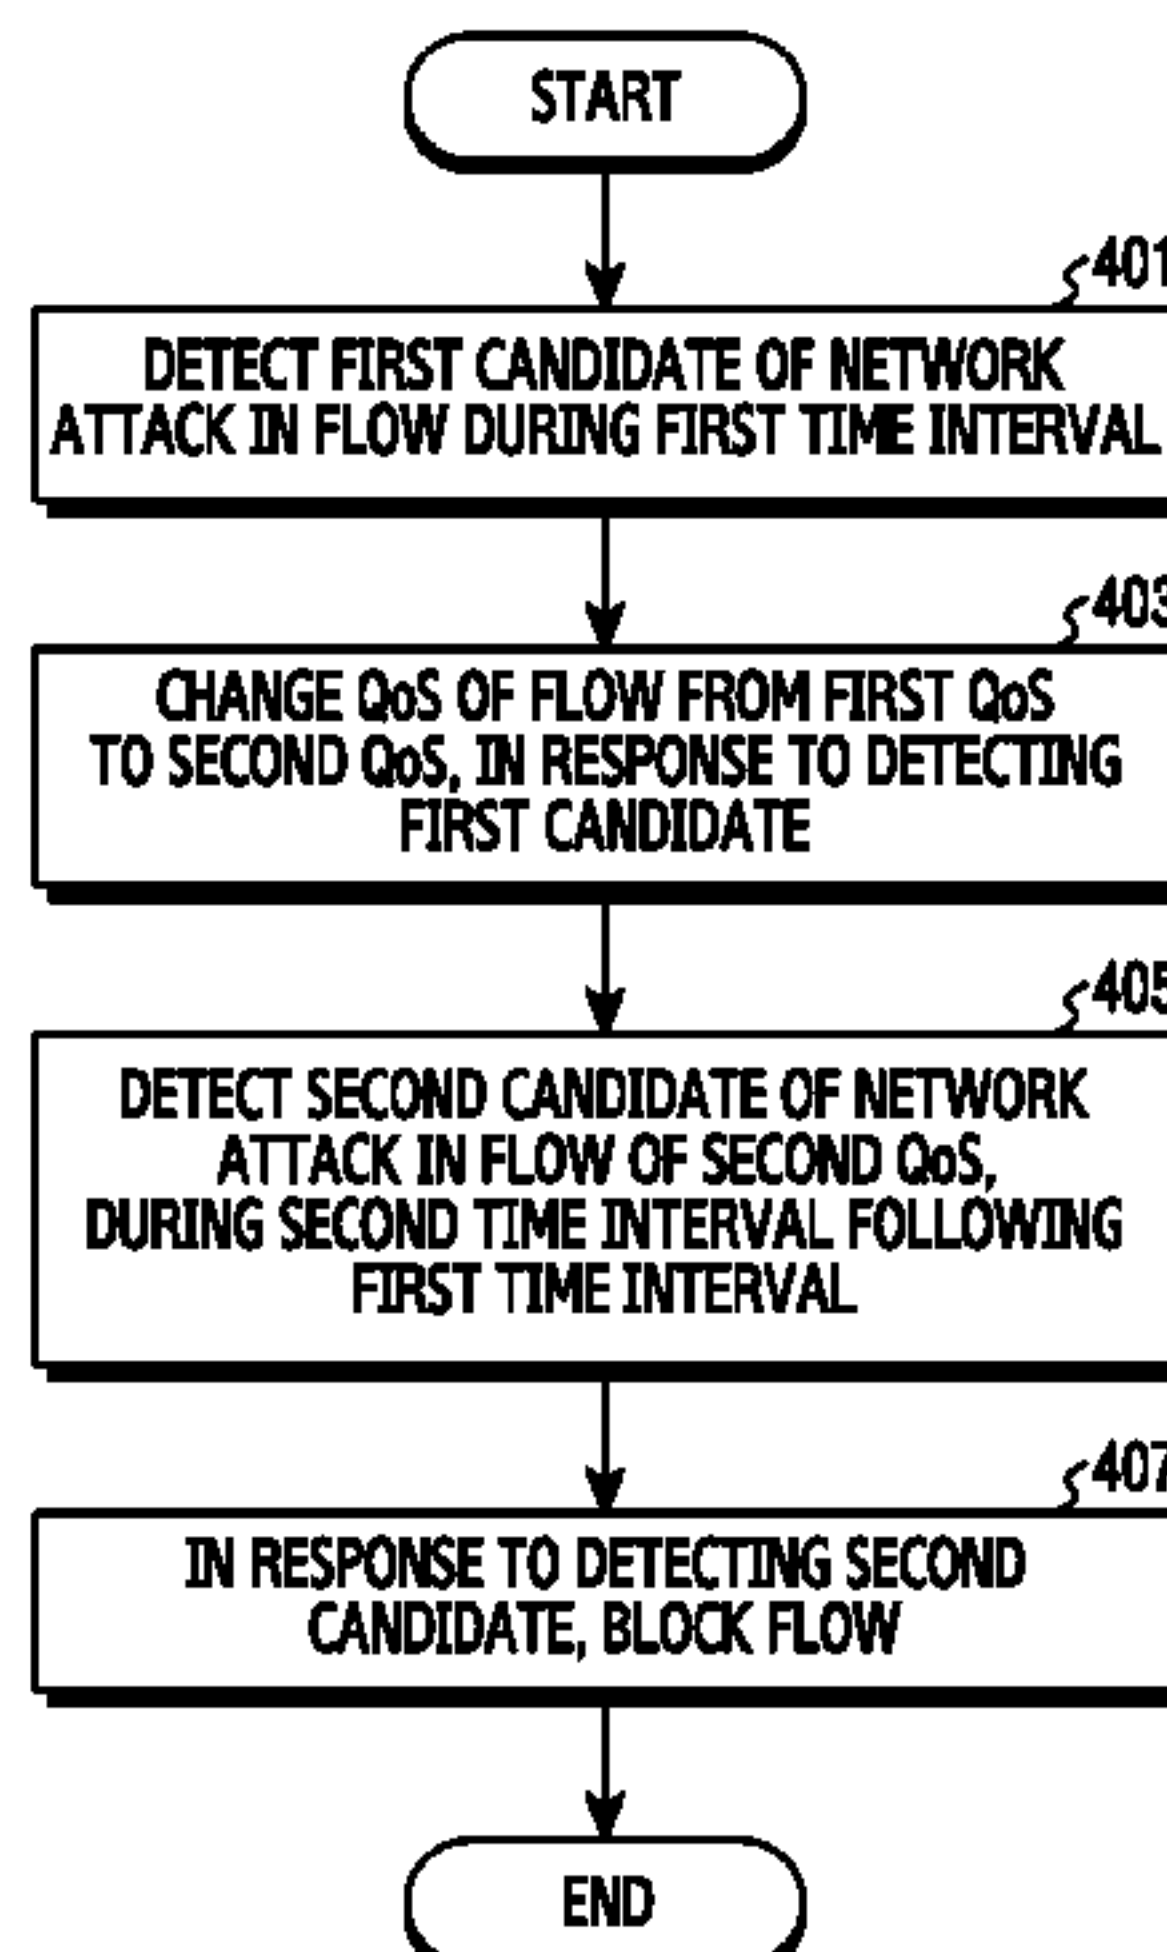 START
401
DETECT FIRST CANDIDATE OF NETWORK
ATTACK IN FLOW DURING FIRST TIME INTERVAL
403
CHANGE QoS OF FLOW FROM FIRST QoS
TO SECOND QoS, IN RESPONSE TO DETECTING
FIRST CANDIDATE
405
DETECT SECOND CANDIDATE OF NETWORK
ATTACK IN FLOW OF SECOND QoS,
DURING SECOND TIME INTERVAL FOLLOWING
FIRST TIME INTERVAL
407
IN RESPONSE TO DETECTING SECOND
CANDIDATE, BLOCK FLOW
END